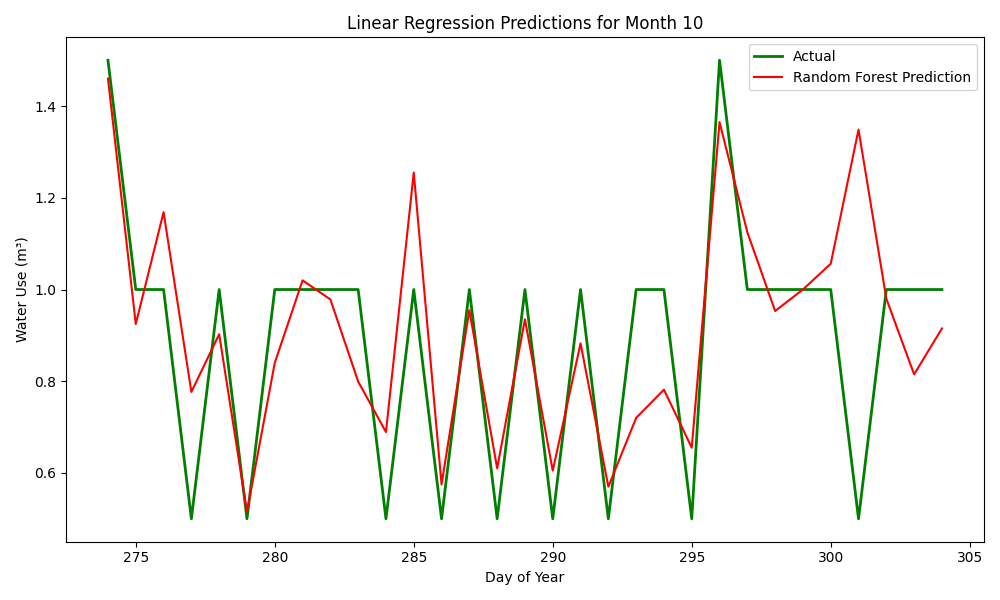 Linear Regression Predictions for Month 10
Actual
Random Forest Prediction
Water Use (m³)
1.4
1.2
1.0
0.8
0.6
275 280 285 290 295 300 305
Day of Year